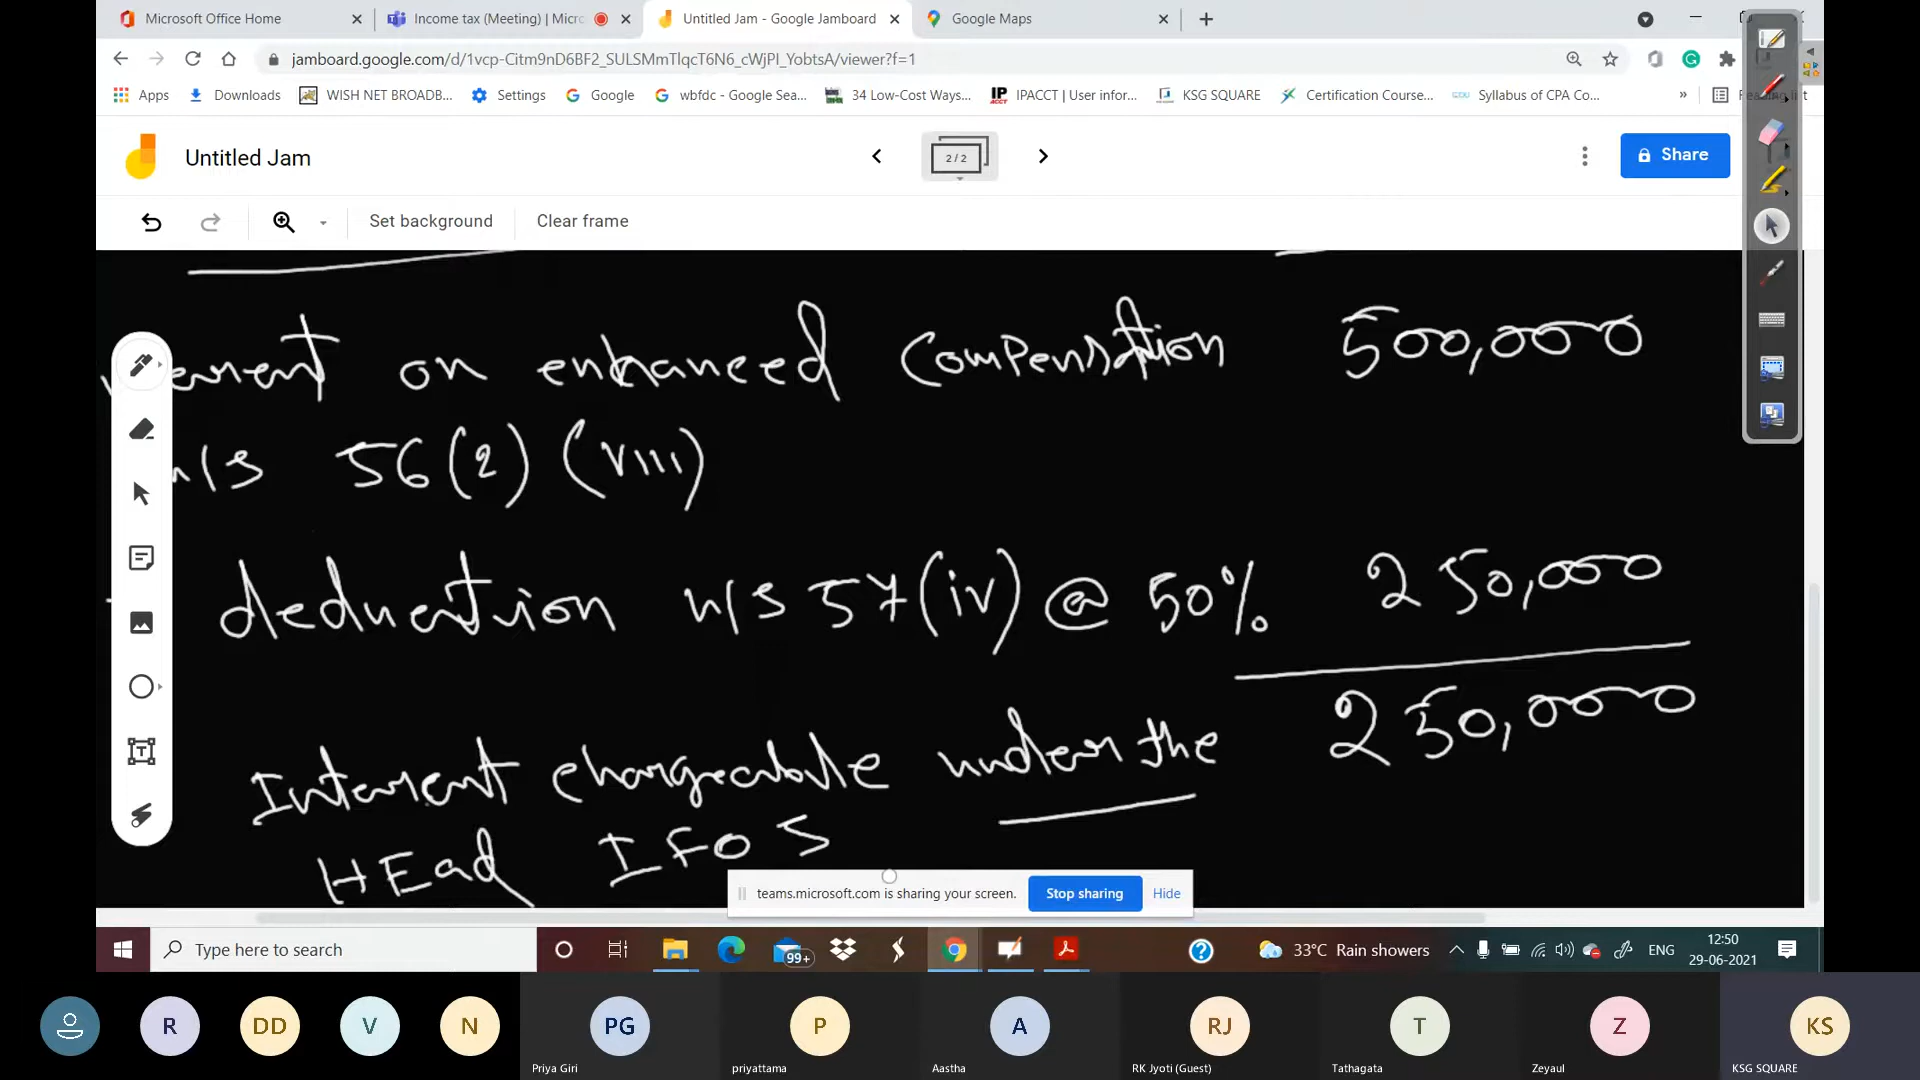 Microsoft Office Home
Income tax (Meeting) | Micr
Untitled Jam - Google Jamboard
Google Maps
jamboard.google.com/d/1vcp-Citm9nD6BF2_SULSMmTlqcT6N6_cWjPI_YobtsA/viewer?f=1
Apps Downloads WISH NET BROADB... Settings Google wbfdc - Google Sea... 34 Low-Cost Ways... IPACCT | User infor... KSG SQUARE Certification Course... Syllabus of CPA Co... » Reading list
Untitled Jam
2 / 2
Share
Set background Clear frame
on enhanced compensation 500,000
u/s 56(2) (viii)
deduction u/s 57(iv) @ 50% 250,000
250,000
Interest chargeable under the
HEad IFOS
teams.microsoft.com is sharing your screen. Stop sharing Hide
Type here to search
99+
33°C Rain showers
ENG
12:50
29-06-2021
R DD V N PG P A RJ T Z KS
Priya Giri priyattama Aastha RK Jyoti (Guest) Tathagata Zeyaul KSG SQUARE